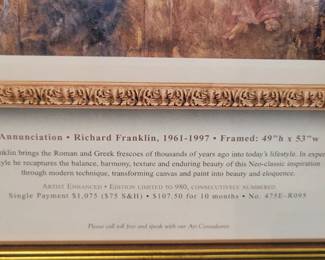 Annunciation • Richard Franklin, 1961-1997 • Framed: 49"h x 53"w
nklin brings the Roman and Greek frescoes of thousands of years ago into today's lifestyle. In exper
tyle he recaptures the balance, harmony, texture and enduring beauty of this Neo-classic inspiration
through modern technique, transforming canvas and paint into beauty and eloquence.
Artist Enhanced • Edition limited to 980, consecutively numbered
Single Payment $1,075 ($75 S&H) • $107.50 for 10 months • No. 475E-R095
Please call toll free and speak with our Art Consultants